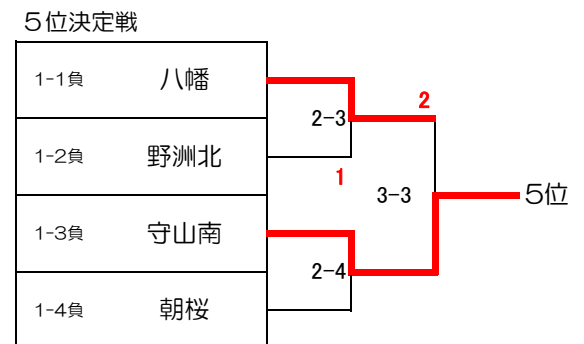 5位決定戦
1-1負 八幡
2
2-3
1-2負 野洲北
1
3-3
5位
1-3負 守山南
2-4
1-4負 朝桜